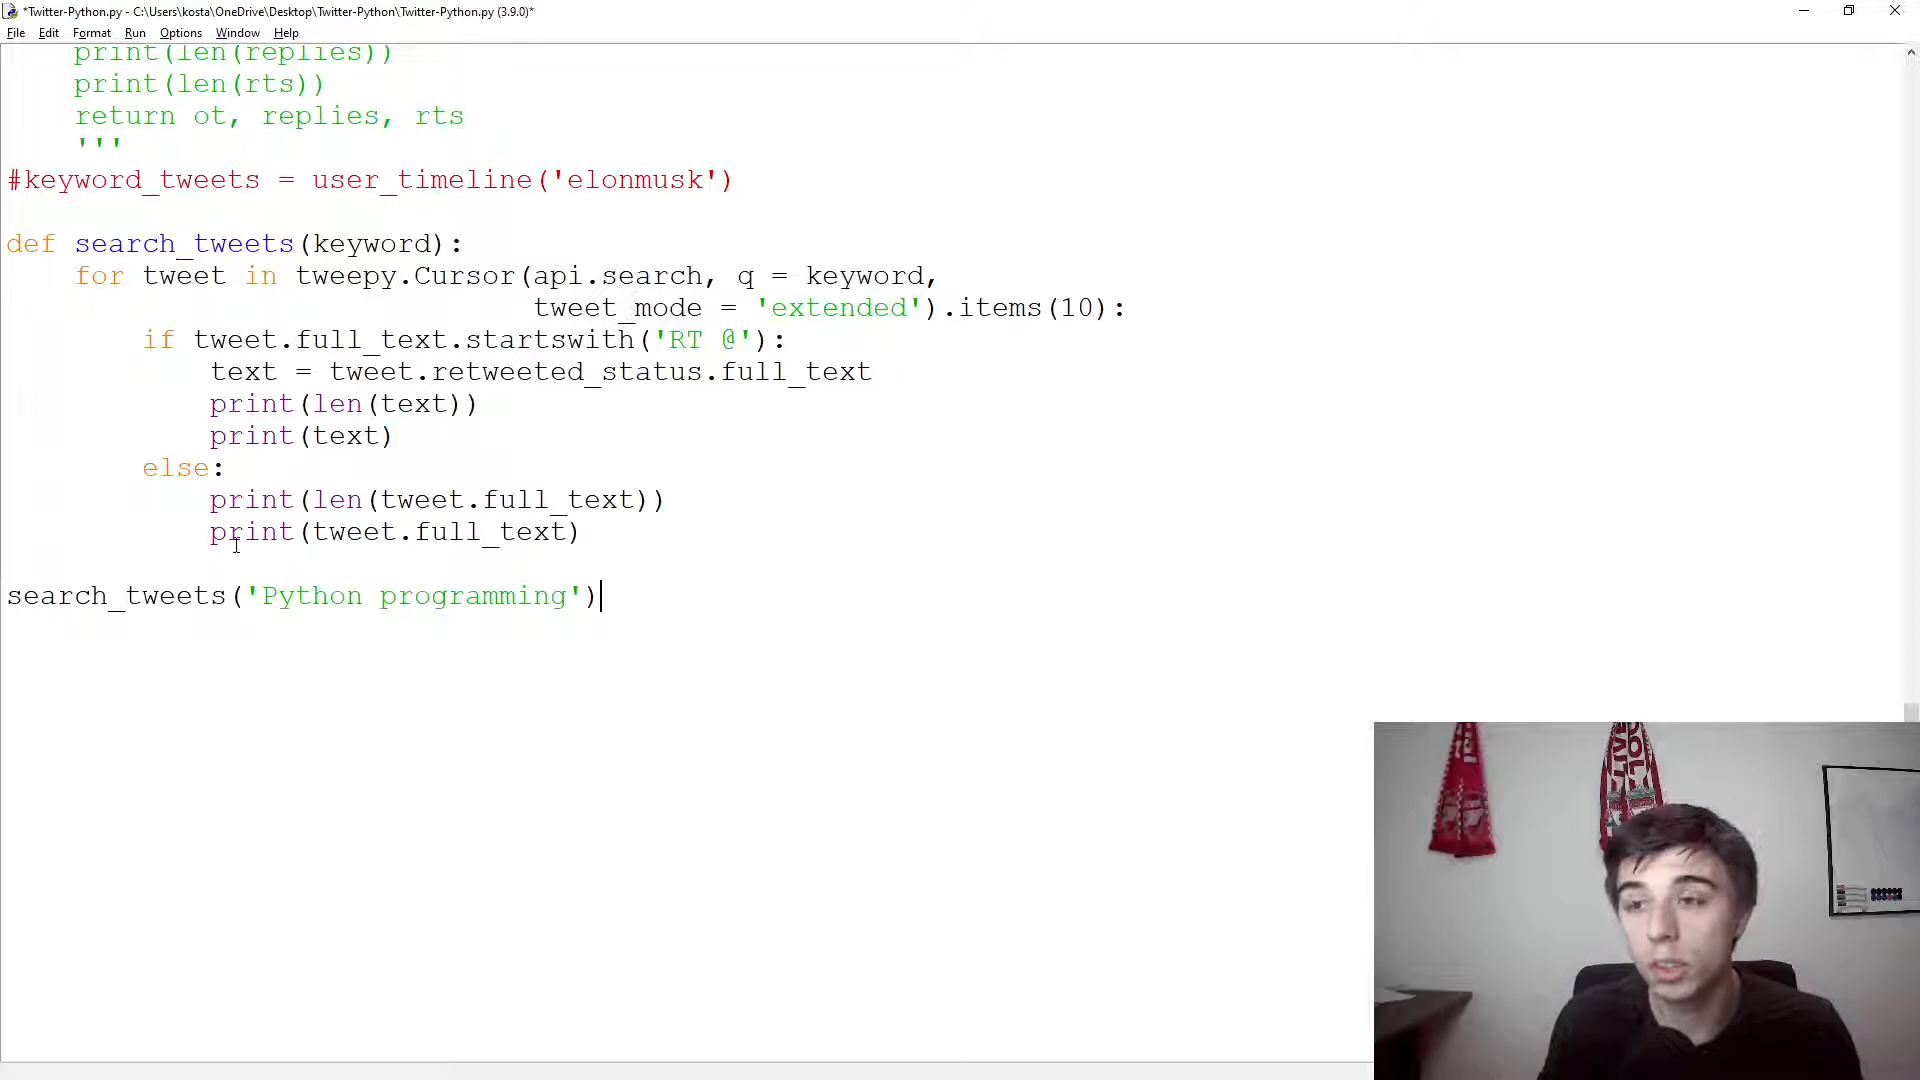 *Twitter-Python.py - C:\Users\kosta\OneDrive\Desktop\Twitter-Python\Twitter-Python.py (3.9.0)*
File Edit Format Run Options Window Help
    print(len(replies))
    print(len(rts))
    return ot, replies, rts
    '''
#keyword_tweets = user_timeline('elonmusk')
def search_tweets(keyword):
    for tweet in tweepy.Cursor(api.search, q = keyword,
                               tweet_mode = 'extended').items(10):
        if tweet.full_text.startswith('RT @'):
            text = tweet.retweeted_status.full_text
            print(len(text))
            print(text)
        else:
            print(len(tweet.full_text))
            print(tweet.full_text)
search_tweets('Python programming')